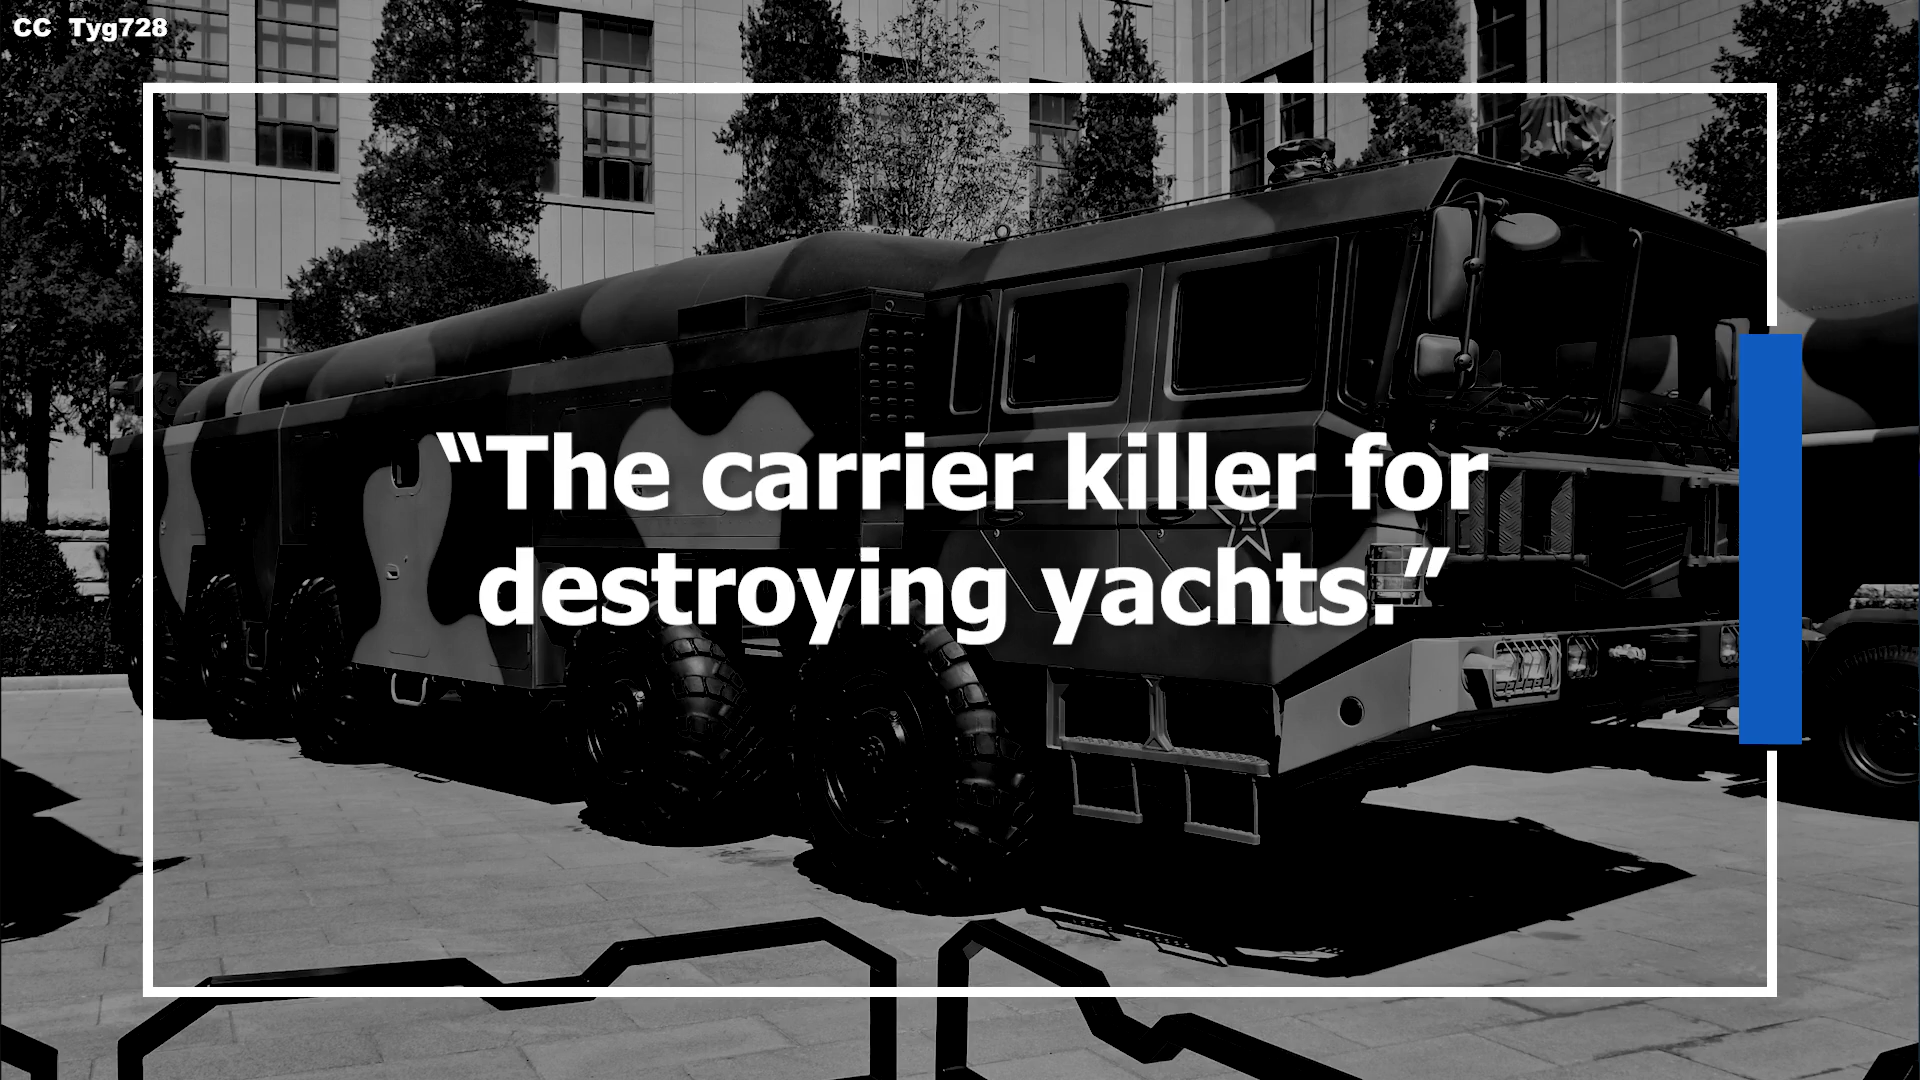 CC Tyg728
“The carrier killer for
destroying yachts.”